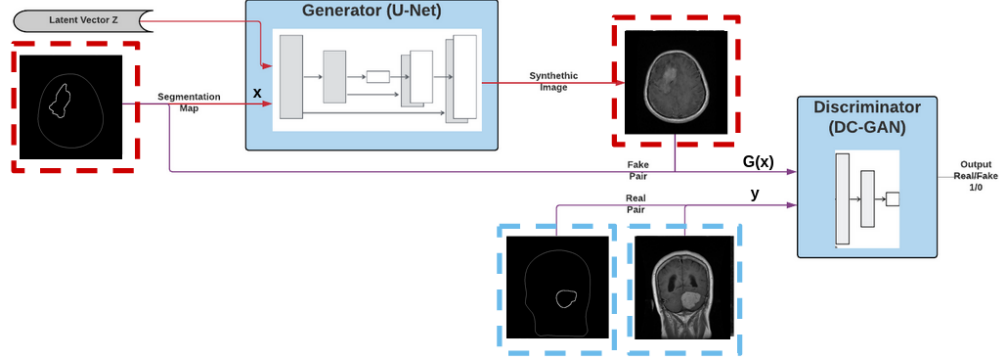 Latent Vector Z
Generator (U-Net)
Segmentation
Map
x
Synthethic
Image
Discriminator
(DC-GAN)
Fake
Pair
G(x)
Output
Real/Fake
1/0
Real
Pair
y